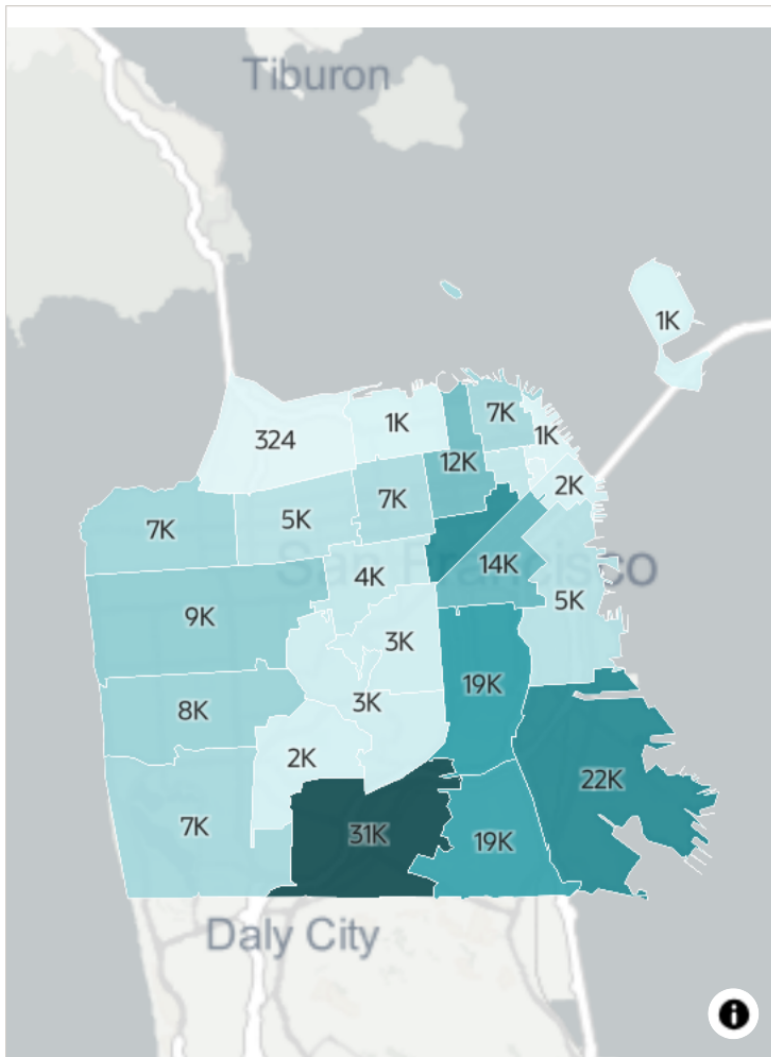 Tiburon
1K
324
1K
7K
1K
12K
2K
7K
5K
7K
14K
San Francisco
4K
5K
9K
3K
19K
3K
8K
2K
22K
7K
31K
19K
Daly City
i